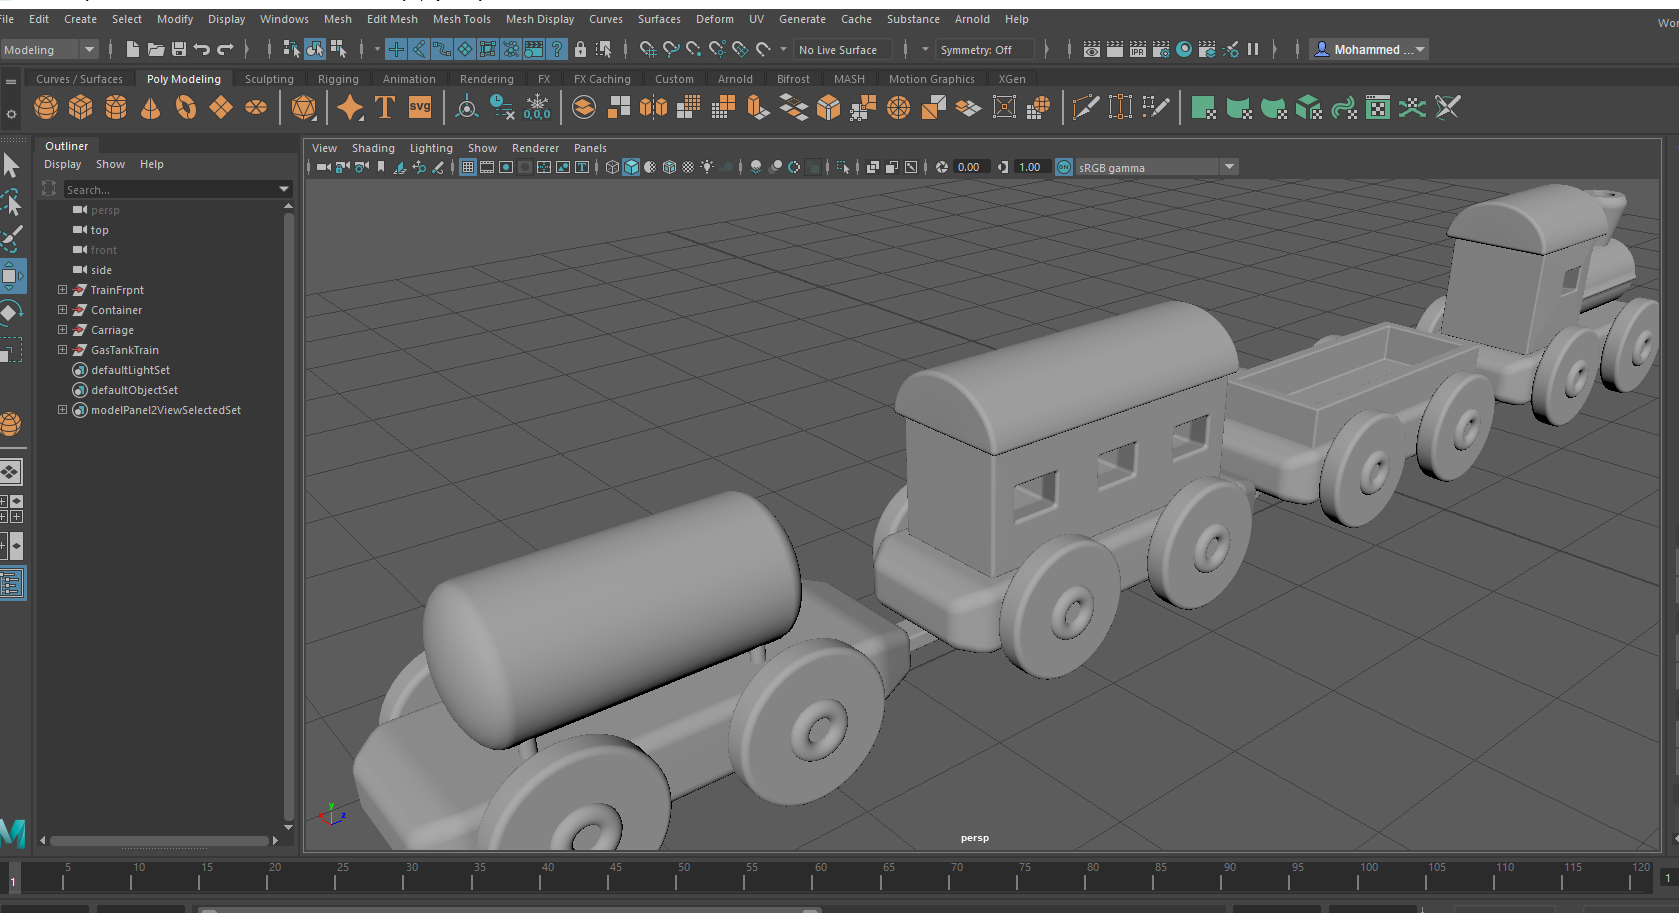 File Edit Create Select Modify Display Windows Mesh Edit Mesh Mesh Tools Mesh Display Curves Surfaces Deform UV Generate Cache Substance Arnold Help
Modeling No Live Surface Symmetry: Off Mohammed ...
Curves / Surfaces Poly Modeling Sculpting Rigging Animation Rendering FX FX Caching Custom Arnold Bifrost MASH Motion Graphics XGen
T svg 0,0,0
Outliner
Display Show Help
Search...
persp
top
front
side
TrainFrpnt
Container
Carriage
GasTankTrain
defaultLightSet
defaultObjectSet
modelPanel2ViewSelectedSet
View Shading Lighting Show Renderer Panels
0.00 1.00 ON sRGB gamma
y
z
persp
5 10 15 20 25 30 35 40 45 50 55 60 65 70 75 80 85 90 95 100 105 110 115 120
1 1